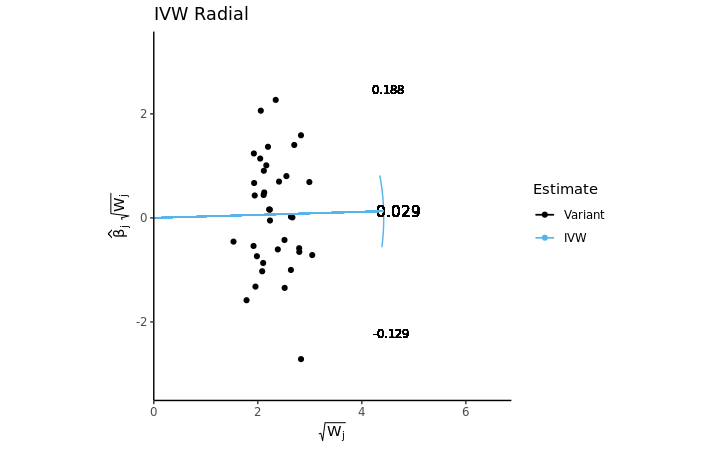 IVW Radial
0.188
2
Estimate
0.029
Variant
0
β̂j √Wj
IVW
-2
-0.129
0 2 4 6
√Wj